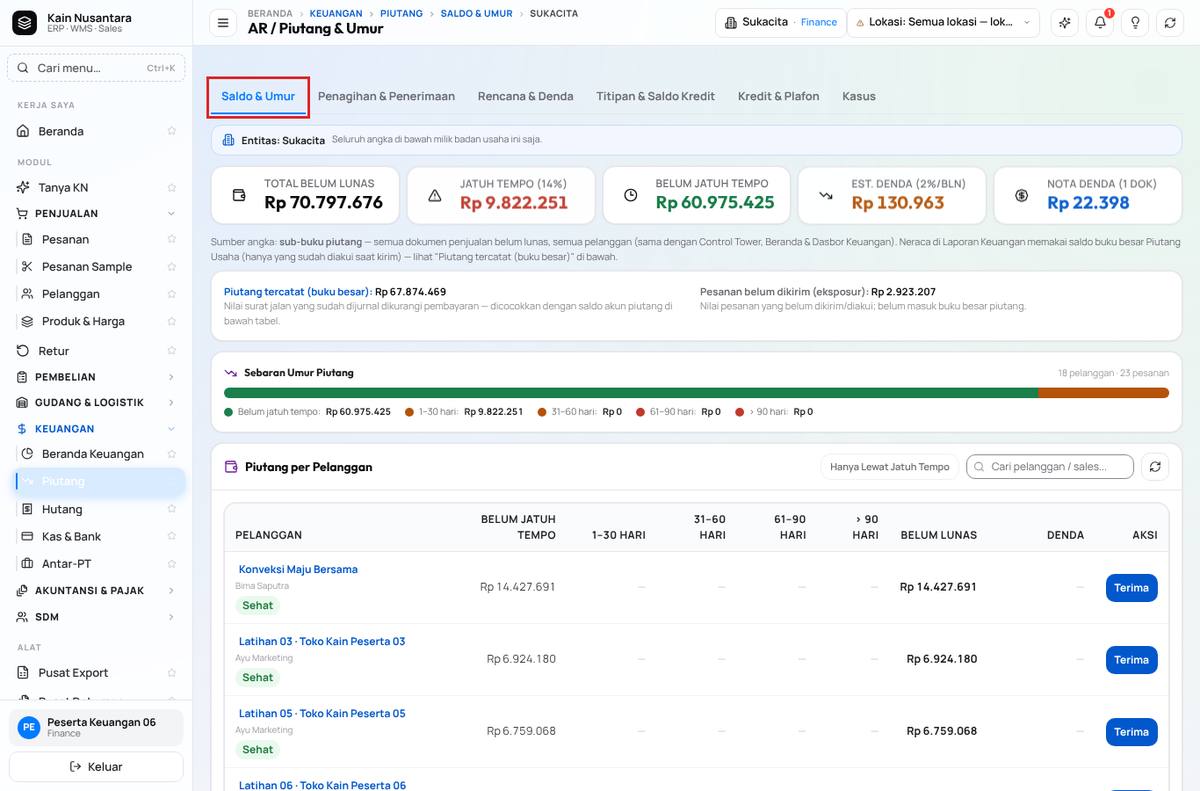 Kain Nusantara
ERP · WMS · Sales
Cari menu...
Ctrl+K
KERJA SAYA
Beranda
MODUL
Tanya KN
PENJUALAN
Pesanan
Pesanan Sample
Pelanggan
Produk & Harga
Retur
PEMBELIAN
GUDANG & LOGISTIK
KEUANGAN
Beranda Keuangan
Piutang
Hutang
Kas & Bank
Antar-PT
AKUNTANSI & PAJAK
SDM
ALAT
Pusat Export
PE
Peserta Keuangan 06
Finance
Keluar
BERANDA › KEUANGAN › PIUTANG › SALDO & UMUR › SUKACITA
AR / Piutang & Umur
Sukacita · Finance
Lokasi: Semua lokasi — lok...
1
Saldo & Umur
Penagihan & Penerimaan
Rencana & Denda
Titipan & Saldo Kredit
Kredit & Plafon
Kasus
Entitas: Sukacita Seluruh angka di bawah milik badan usaha ini saja.
TOTAL BELUM LUNAS
Rp 70.797.676
JATUH TEMPO (14%)
Rp 9.822.251
BELUM JATUH TEMPO
Rp 60.975.425
EST. DENDA (2%/BLN)
Rp 130.963
NOTA DENDA (1 DOK)
Rp 22.398
Sumber angka: sub-buku piutang — semua dokumen penjualan belum lunas, semua pelanggan (sama dengan Control Tower, Beranda & Dasbor Keuangan). Neraca di Laporan Keuangan memakai saldo buku besar Piutang
Usaha (hanya yang sudah diakui saat kirim) — lihat "Piutang tercatat (buku besar)" di bawah.
Piutang tercatat (buku besar): Rp 67.874.469
Nilai surat jalan yang sudah dijurnal dikurangi pembayaran — dicocokkan dengan saldo akun piutang di
bawah tabel.
Pesanan belum dikirim (eksposur): Rp 2.923.207
Nilai pesanan yang belum dikirim/diakui; belum masuk buku besar piutang.
Sebaran Umur Piutang
18 pelanggan · 23 pesanan
Belum jatuh tempo: Rp 60.975.425
1–30 hari: Rp 9.822.251
31–60 hari: Rp 0
61–90 hari: Rp 0
> 90 hari: Rp 0
Piutang per Pelanggan
Hanya Lewat Jatuh Tempo
Cari pelanggan / sales...
PELANGGAN
BELUM JATUH
TEMPO
1–30 HARI
31–60
HARI
61–90
HARI
> 90
HARI
BELUM LUNAS
DENDA
AKSI
Konveksi Maju Bersama
Bima Saputra
Sehat
Rp 14.427.691
—
—
—
—
Rp 14.427.691
—
Terima
Latihan 03 · Toko Kain Peserta 03
Ayu Marketing
Sehat
Rp 6.924.180
—
—
—
—
Rp 6.924.180
—
Terima
Latihan 05 · Toko Kain Peserta 05
Ayu Marketing
Sehat
Rp 6.759.068
—
—
—
—
Rp 6.759.068
—
Terima
Latihan 06 · Toko Kain Peserta 06